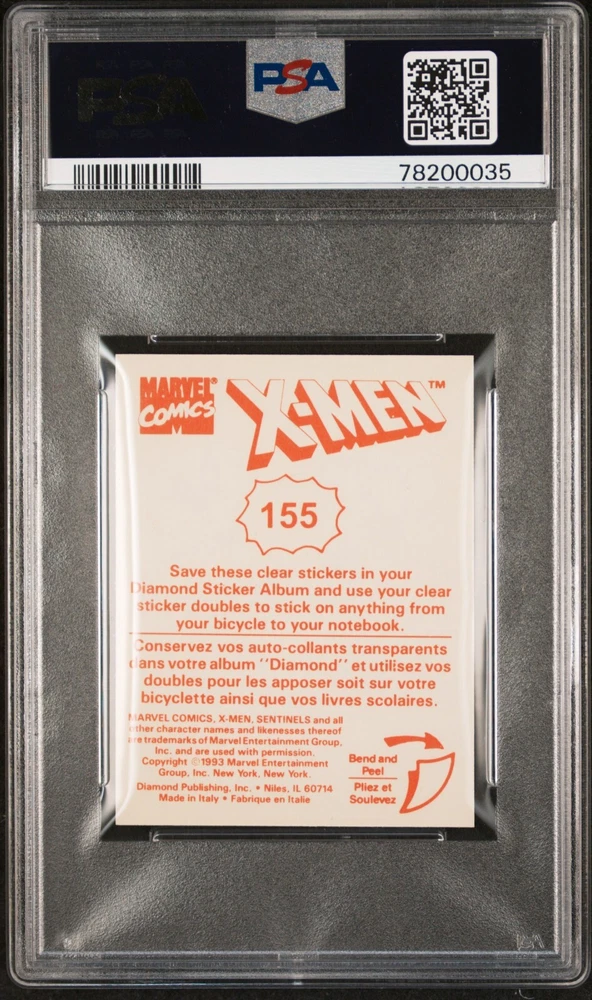 PSA
PSA
78200035
MARVEL®
COMICS
X-MEN™
155
Save these clear stickers in your
Diamond Sticker Album and use your clear
sticker doubles to stick on anything from
your bicycle to your notebook.
Conservez vos auto-collants transparents
dans votre album "Diamond" et utilisez vos
doubles pour les apposer soit sur votre
bicyclette ainsi que vos livres scolaires.
MARVEL COMICS, X-MEN, SENTINELS and all
other character names and likenesses thereof
are trademarks of Marvel Entertainment Group,
Inc. and are used with permission.
Copyright ©1993 Marvel Entertainment
Group, Inc. New York, New York.
Diamond Publishing, Inc. • Niles, IL 60714
Made in Italy • Fabrique en Italie
Bend and
Peel
Pliez et
Soulevez